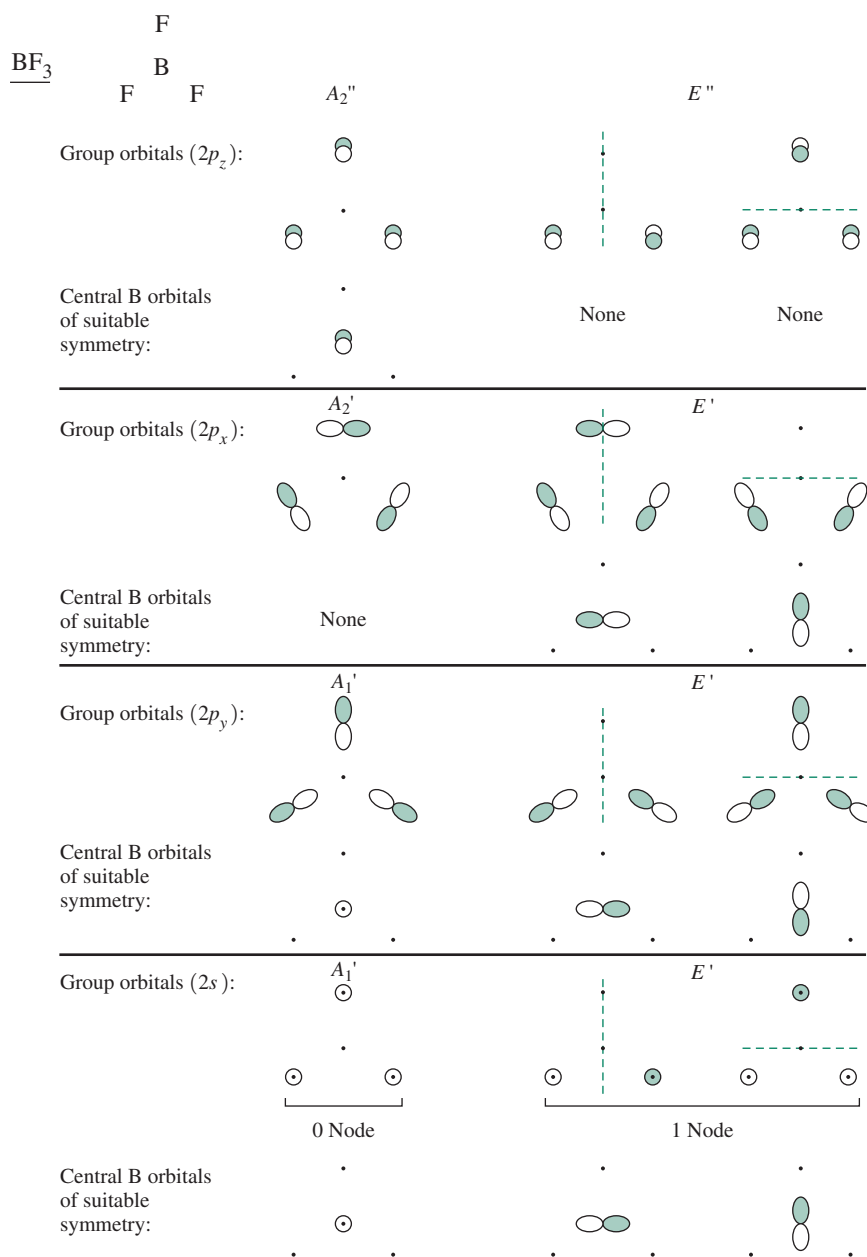 F
BF3
B
F F
A2" E"
Group orbitals (2pz):
Central B orbitals
of suitable
symmetry:
None None
A2' E'
Group orbitals (2px):
Central B orbitals
of suitable
symmetry:
None
A1' E'
Group orbitals (2py):
Central B orbitals
of suitable
symmetry:
A1' E'
Group orbitals (2s):
0 Node 1 Node
Central B orbitals
of suitable
symmetry: